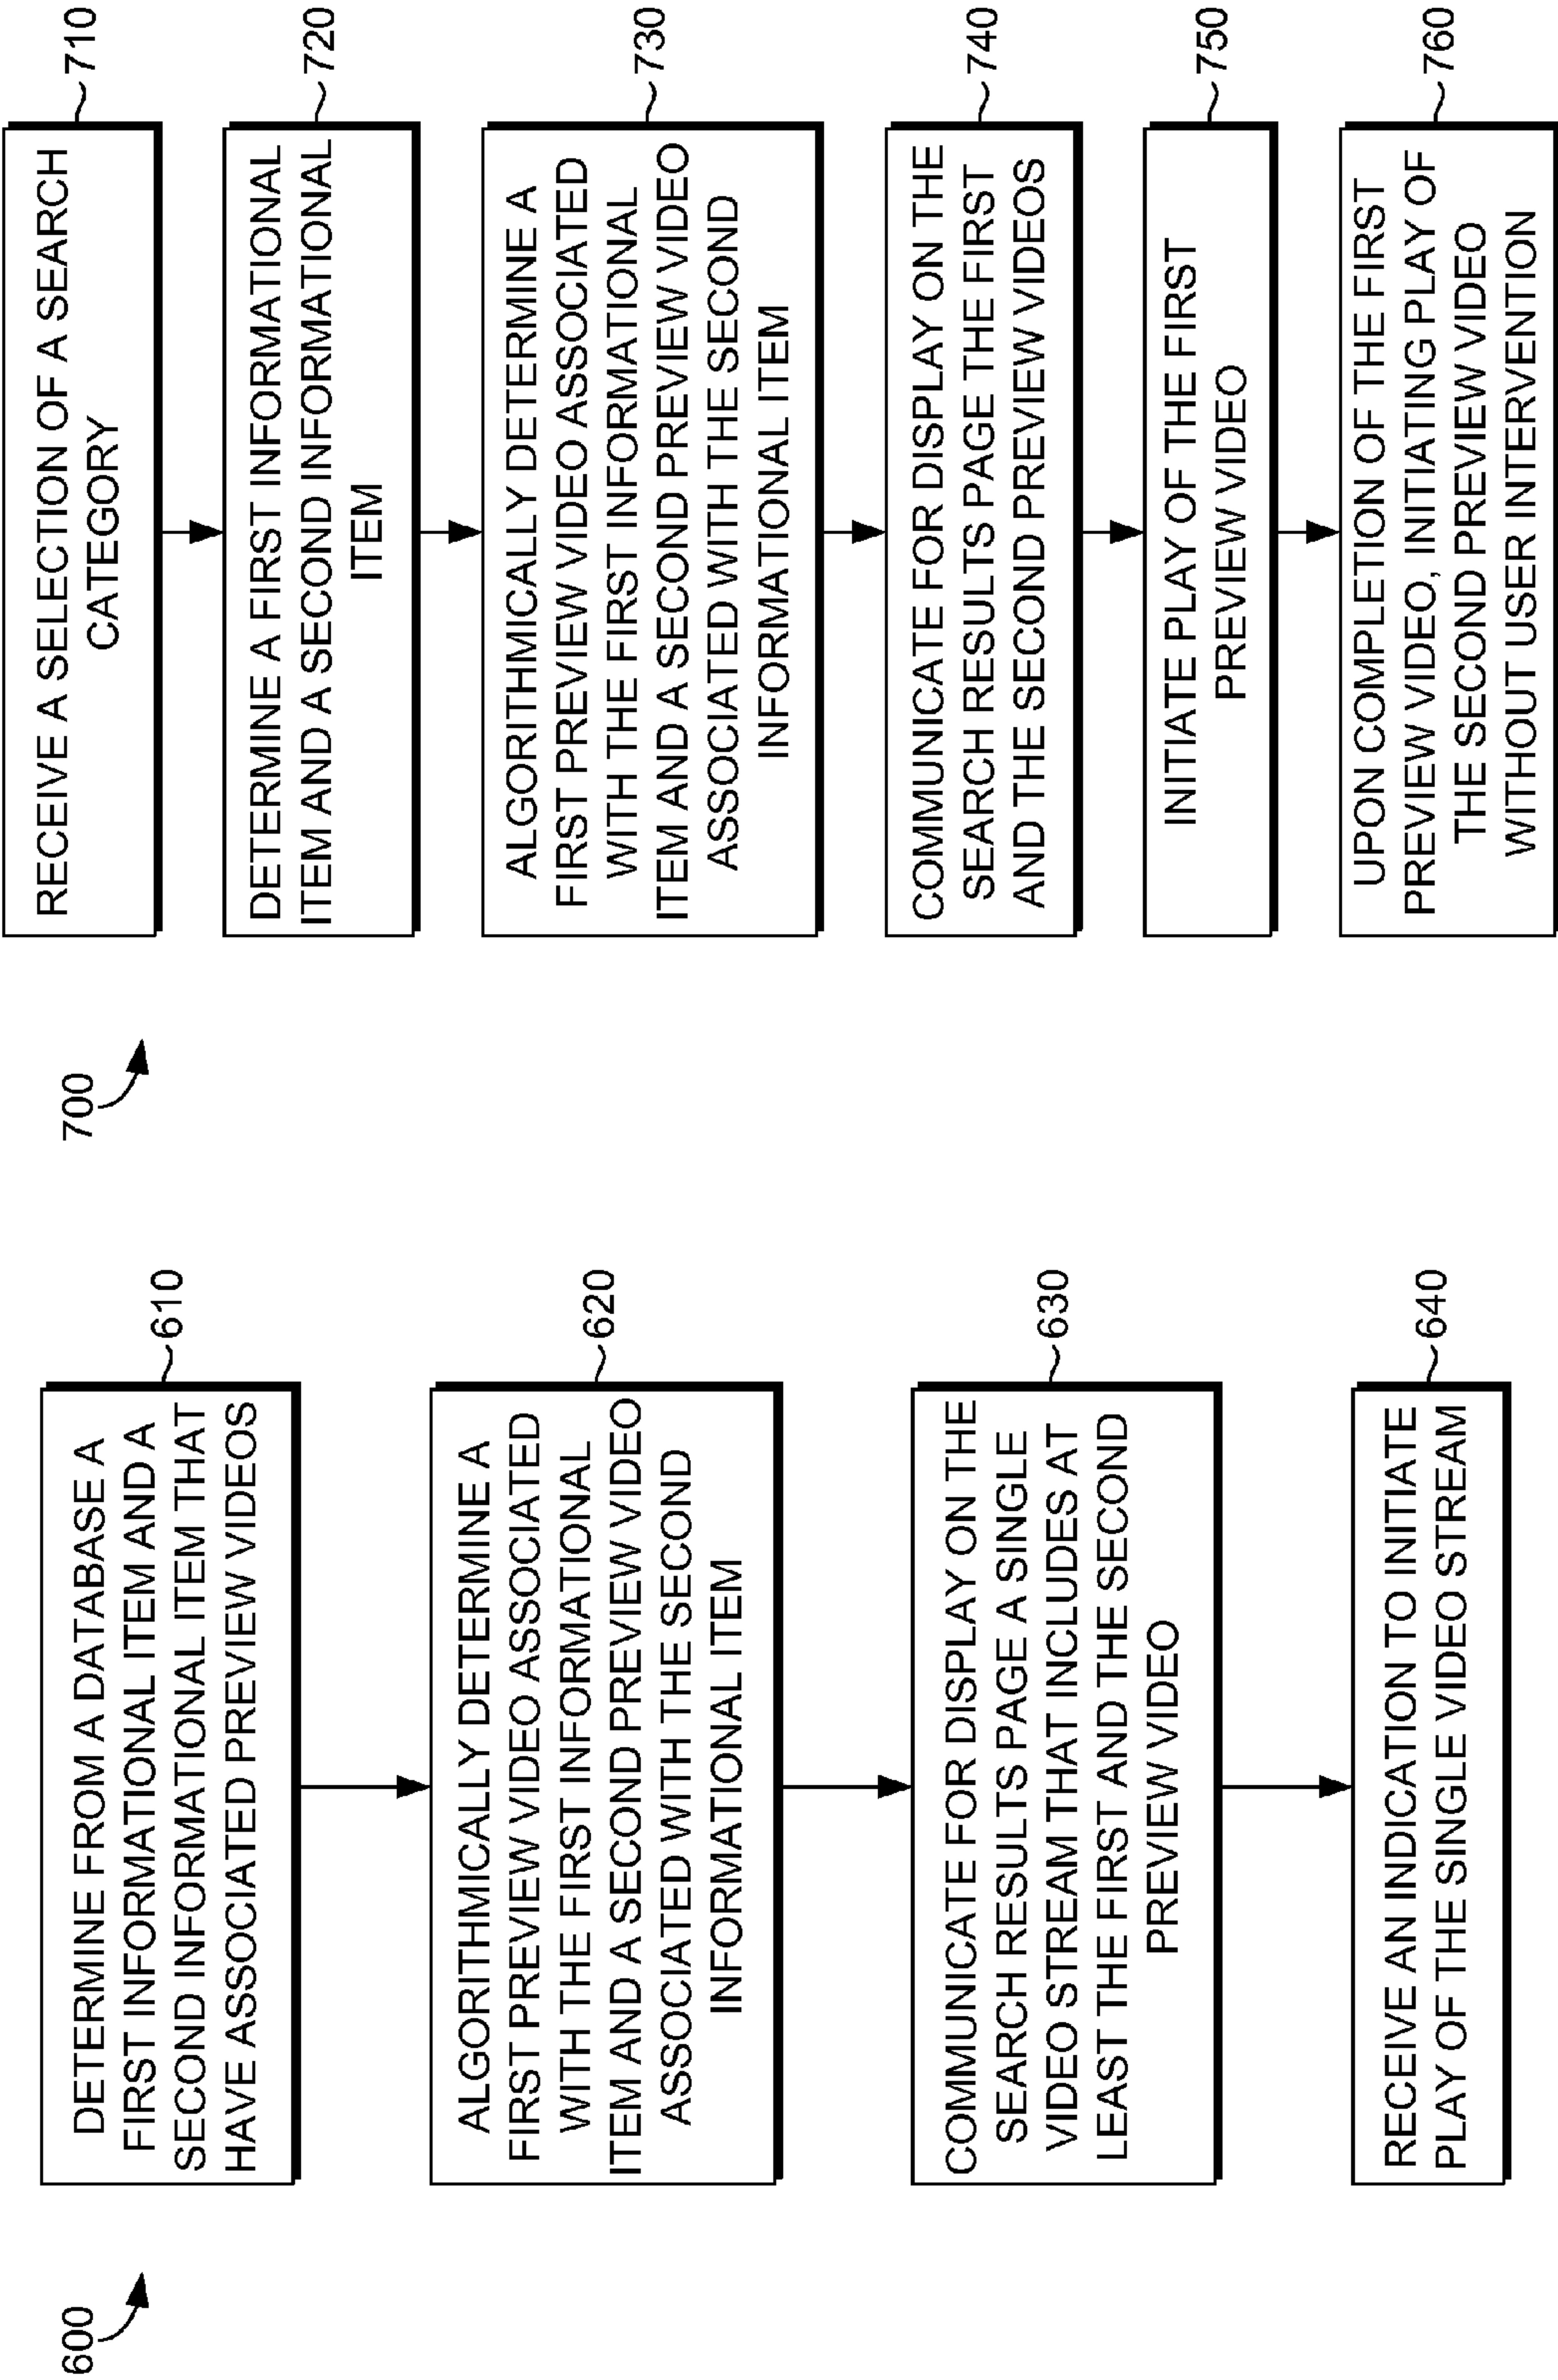 600
DETERMINE FROM A DATABASE A
FIRST INFORMATIONAL ITEM AND A
SECOND INFORMATIONAL ITEM THAT
HAVE ASSOCIATED PREVIEW VIDEOS
610
ALGORITHMICALLY DETERMINE A
FIRST PREVIEW VIDEO ASSOCIATED
WITH THE FIRST INFORMATIONAL
ITEM AND A SECOND PREVIEW VIDEO
ASSOCIATED WITH THE SECOND
INFORMATIONAL ITEM
620
COMMUNICATE FOR DISPLAY ON THE
SEARCH RESULTS PAGE A SINGLE
VIDEO STREAM THAT INCLUDES AT
LEAST THE FIRST AND THE SECOND
PREVIEW VIDEO
630
RECEIVE AN INDICATION TO INITIATE
PLAY OF THE SINGLE VIDEO STREAM
640
700
RECEIVE A SELECTION OF A SEARCH
CATEGORY
710
DETERMINE A FIRST INFORMATIONAL
ITEM AND A SECOND INFORMATIONAL
ITEM
720
ALGORITHMICALLY DETERMINE A
FIRST PREVIEW VIDEO ASSOCIATED
WITH THE FIRST INFORMATIONAL
ITEM AND A SECOND PREVIEW VIDEO
ASSOCIATED WITH THE SECOND
INFORMATIONAL ITEM
730
COMMUNICATE FOR DISPLAY ON THE
SEARCH RESULTS PAGE THE FIRST
AND THE SECOND PREVIEW VIDEOS
740
INITIATE PLAY OF THE FIRST
PREVIEW VIDEO
750
UPON COMPLETION OF THE FIRST
PREVIEW VIDEO, INITIATING PLAY OF
THE SECOND PREVIEW VIDEO
WITHOUT USER INTERVENTION
760